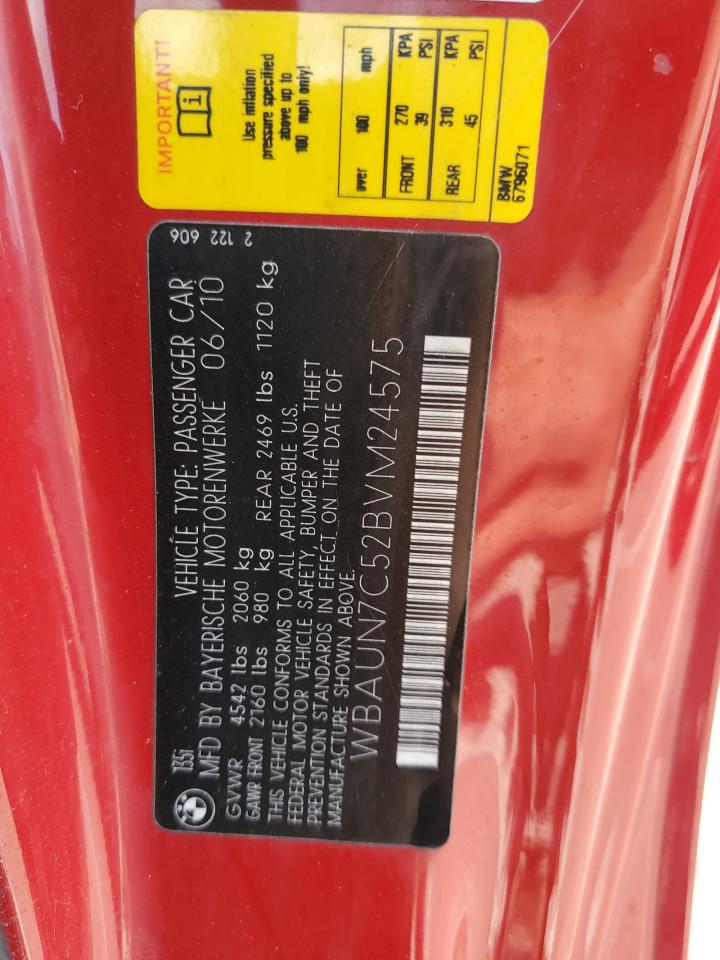 135i VEHICLE TYPE: PASSENGER CAR
MFD BY BAYERISCHE MOTORENWERKE 06/10
GVWR 4542 lbs 2060 kg
GAWR FRONT 2160 lbs 980 kg REAR 2469 lbs 1120 kg
THIS VEHICLE CONFORMS TO ALL APPLICABLE U.S.
FEDERAL MOTOR VEHICLE SAFETY, BUMPER AND THEFT
PREVENTION STANDARDS IN EFFECT ON THE DATE OF
MANUFACTURE SHOWN ABOVE.
WBAUN7C52BVM24575
2 122 606
IMPORTANT!
Use inflation
pressure specified
above up to
100 mph only!
over 100 mph
FRONT 270 KPA
39 PSI
REAR 310 KPA
45 PSI
BMW
6796071